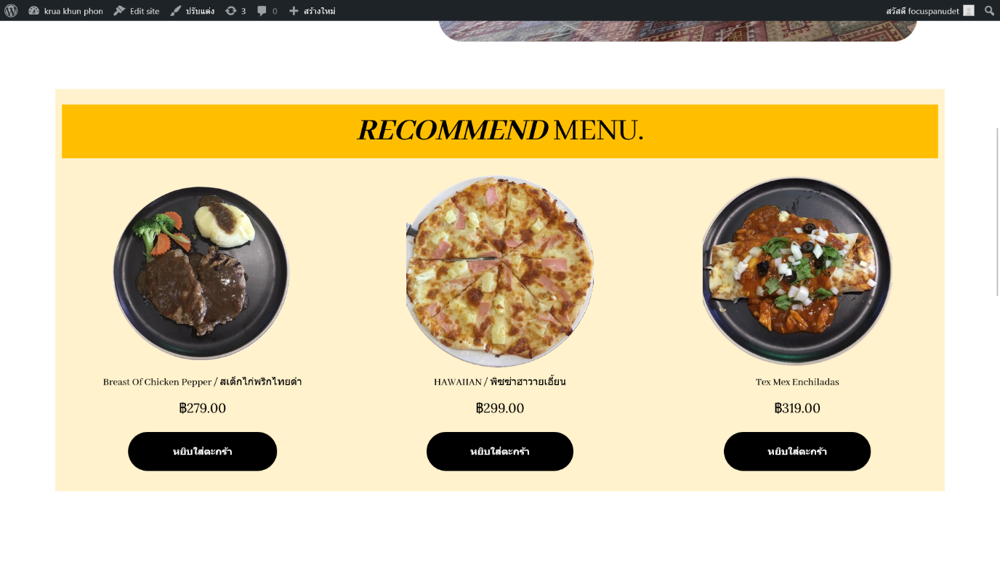 krua khun phon Edit site ปรับแต่ง 3 0 สร้างใหม่ สวัสดี focuspanudet
RECOMMEND MENU.
Breast Of Chicken Pepper / สเต็กไก่พริกไทยดำ
HAWAIIAN / พิซซ่าฮาวายเอี้ยน
Tex Mex Enchiladas
฿279.00
฿299.00
฿319.00
หยิบใส่ตะกร้า
หยิบใส่ตะกร้า
หยิบใส่ตะกร้า